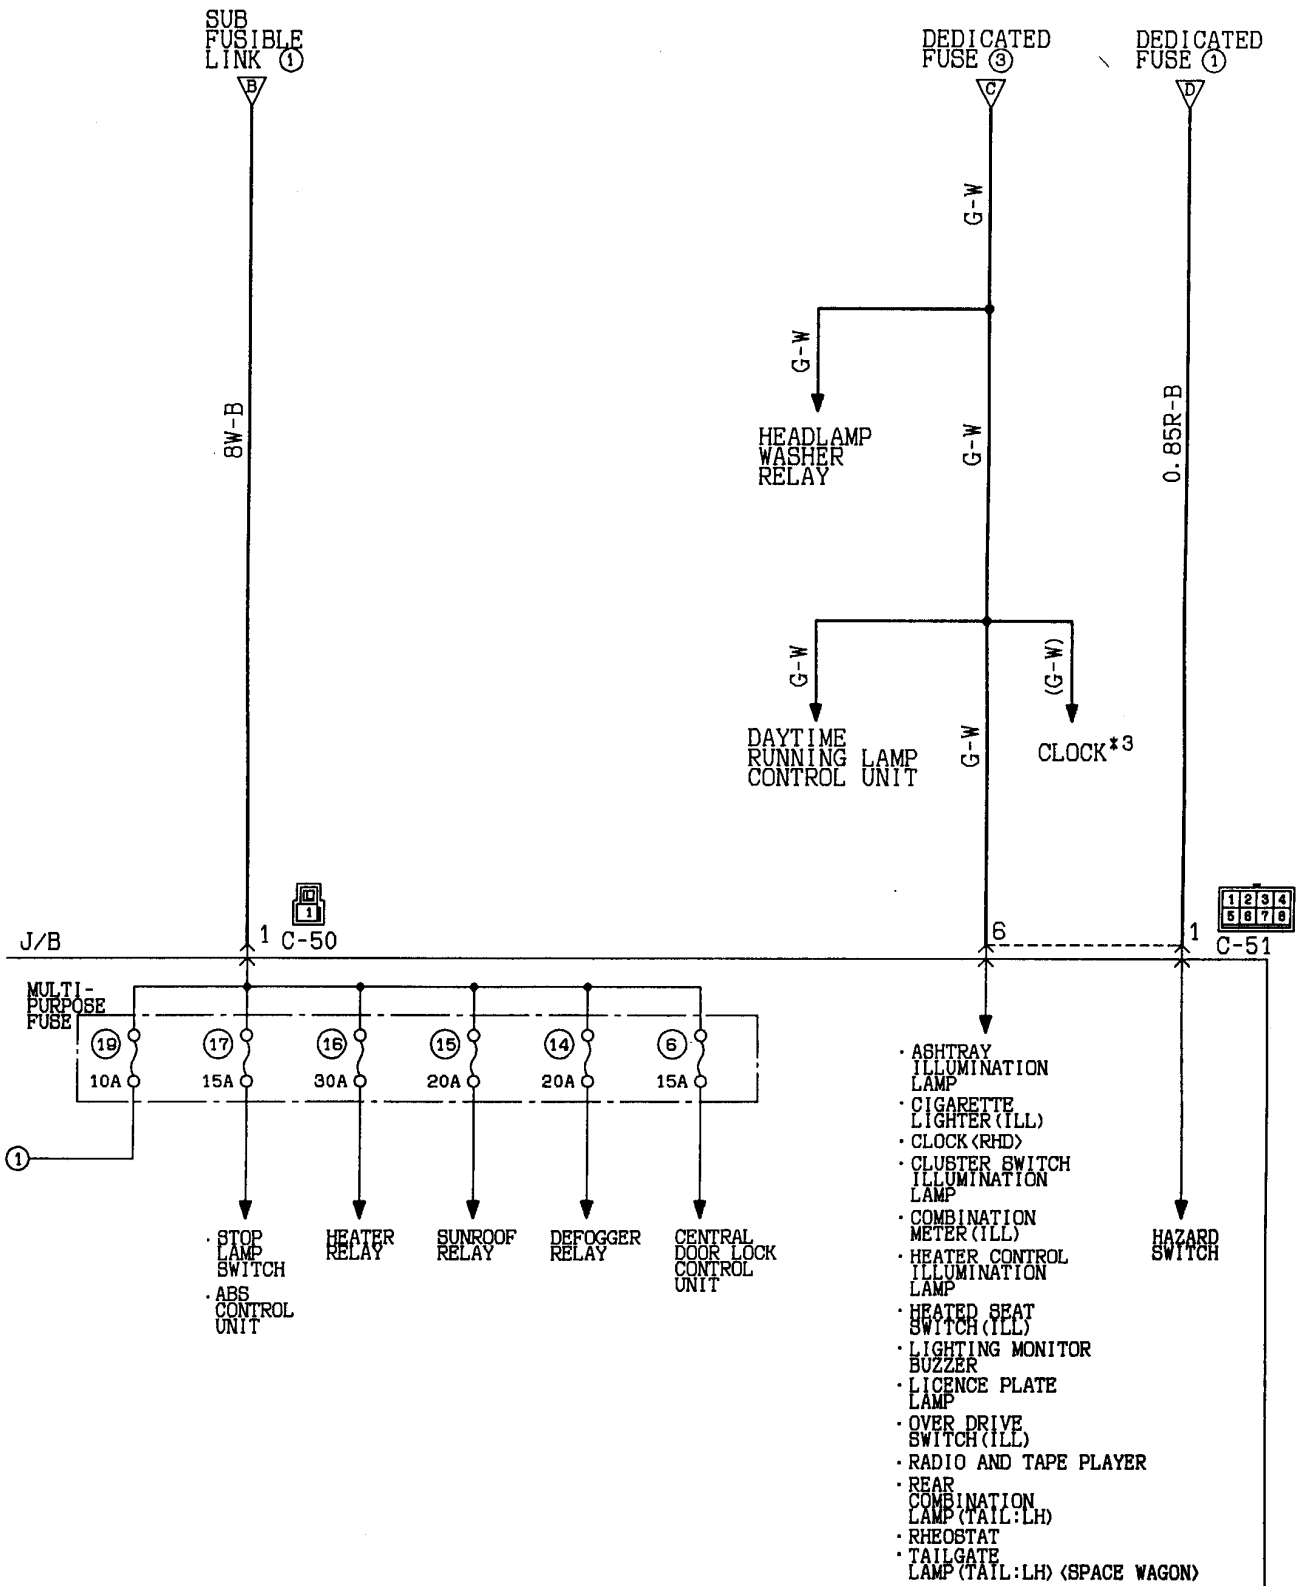 SUB
FUSIBLE
LINK ①
B
DEDICATED
FUSE ③
C
DEDICATED
FUSE ①
D
G-W
G-W
HEADLAMP
WASHER
RELAY
8W-B
G-W
0.85R-B
G-W
(G-W)
DAYTIME
RUNNING LAMP
CONTROL UNIT
G-W
CLOCK*3
J/B
1
1
C-50
6
1
1 2 3 4
5 6 7 8
C-51
MULTI-
PURPOSE
FUSE
⑲
10A
⑰
15A
⑯
30A
⑮
20A
⑭
20A
⑥
15A
①
· STOP
LAMP
SWITCH
· ABS
CONTROL
UNIT
HEATER
RELAY
SUNROOF
RELAY
DEFOGGER
RELAY
CENTRAL
DOOR LOCK
CONTROL
UNIT
· ASHTRAY
ILLUMINATION
LAMP
· CIGARETTE
LIGHTER(ILL)
· CLOCK<RHD>
· CLUSTER SWITCH
ILLUMINATION
LAMP
· COMBINATION
METER(ILL)
· HEATER CONTROL
ILLUMINATION
LAMP
· HEATED SEAT
SWITCH(ILL)
· LIGHTING MONITOR
BUZZER
· LICENCE PLATE
LAMP
· OVER DRIVE
SWITCH(ILL)
· RADIO AND TAPE PLAYER
· REAR
COMBINATION
LAMP(TAIL:LH)
· RHEOSTAT
· TAILGATE
LAMP(TAIL:LH)<SPACE WAGON>
HAZARD
SWITCH